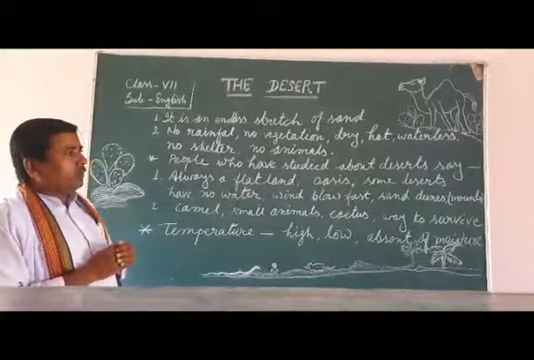 Class-VII
Sub-English
THE DESERT
1 It is an endless stretch of sand
2 No rainfal, no vegitation, dry, hot, waterless,
no shelter no animals.
* People who have studied about deserts say—
1 Always a flat land, oasis, some deserts
have no water, wind blow fast, sand dunes (mounds)
2 camel, small animals, cactus, way to survive
* Temperature — high, low, absent of moisture